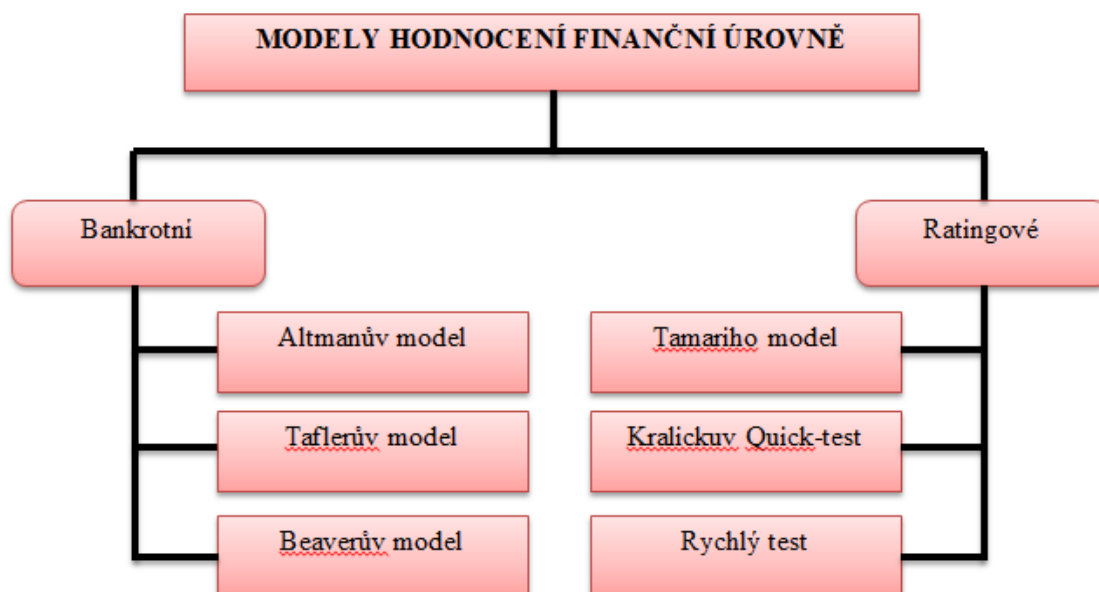 MODELY HODNOCENÍ FINANČNÍ ÚROVNĚ
Bankrotní
Ratingové
Altmanův model
Tamariho model
Taflerův model
Kralickuv Quick-test
Beaverův model
Rychlý test